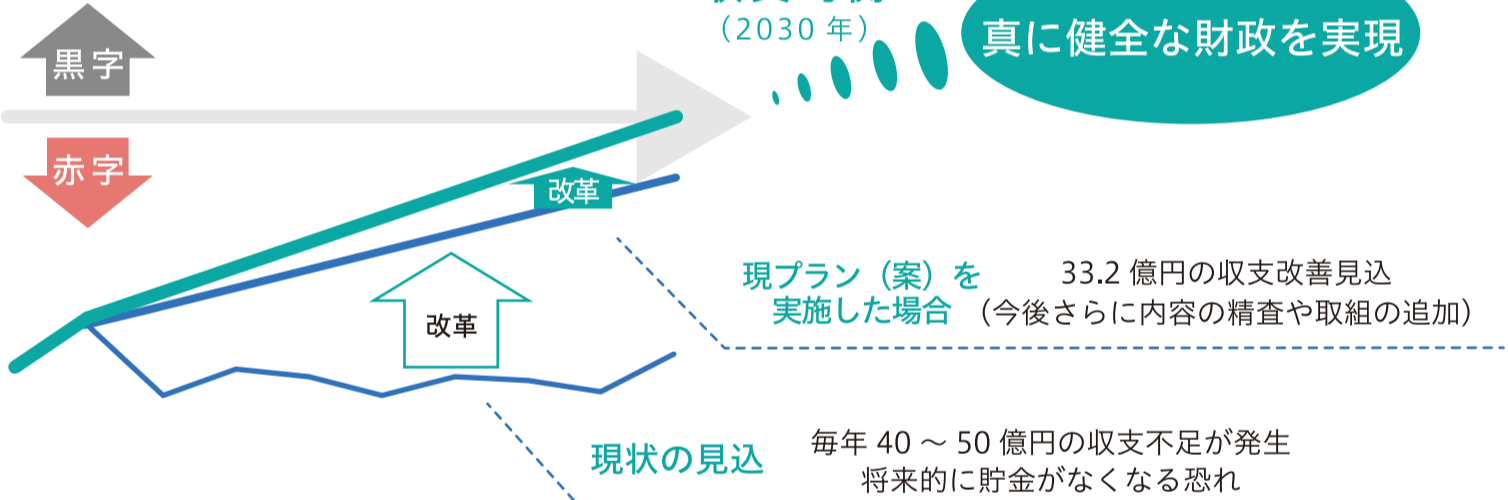 （2030 年）
真に健全な財政を実現
黒字
赤字
改革
改革
現プラン（案）を
実施した場合
33.2 億円の収支改善見込
（今後さらに内容の精査や取組の追加）
現状の見込
毎年 40 ～ 50 億円の収支不足が発生
将来的に貯金がなくなる恐れ